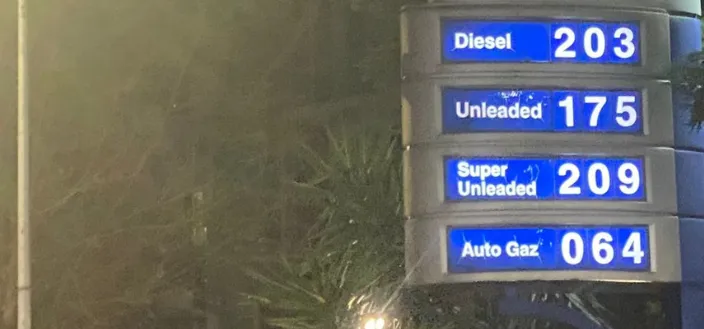 Diesel 203
Unleaded 175
Super
Unleaded 209
Auto Gaz 064